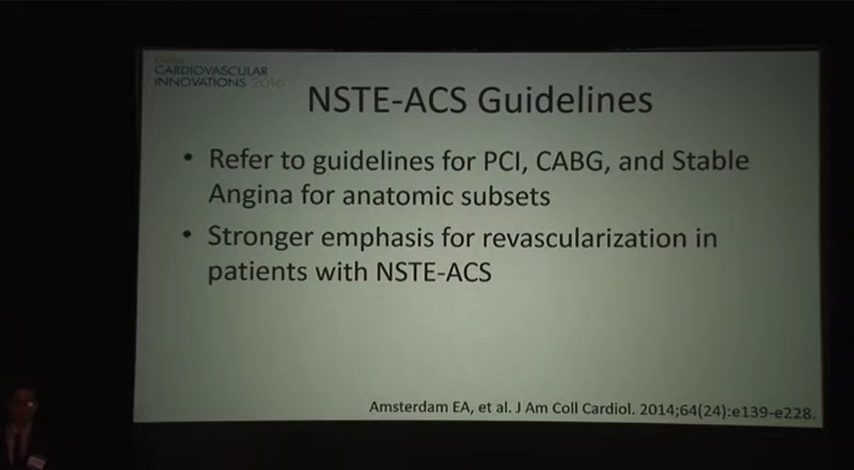 CARDIOVASCULAR
INNOVATIONS 2016
NSTE-ACS Guidelines
• Refer to guidelines for PCI, CABG, and Stable
Angina for anatomic subsets
• Stronger emphasis for revascularization in
patients with NSTE-ACS
Amsterdam EA, et al. J Am Coll Cardiol. 2014;64(24):e139-e228.